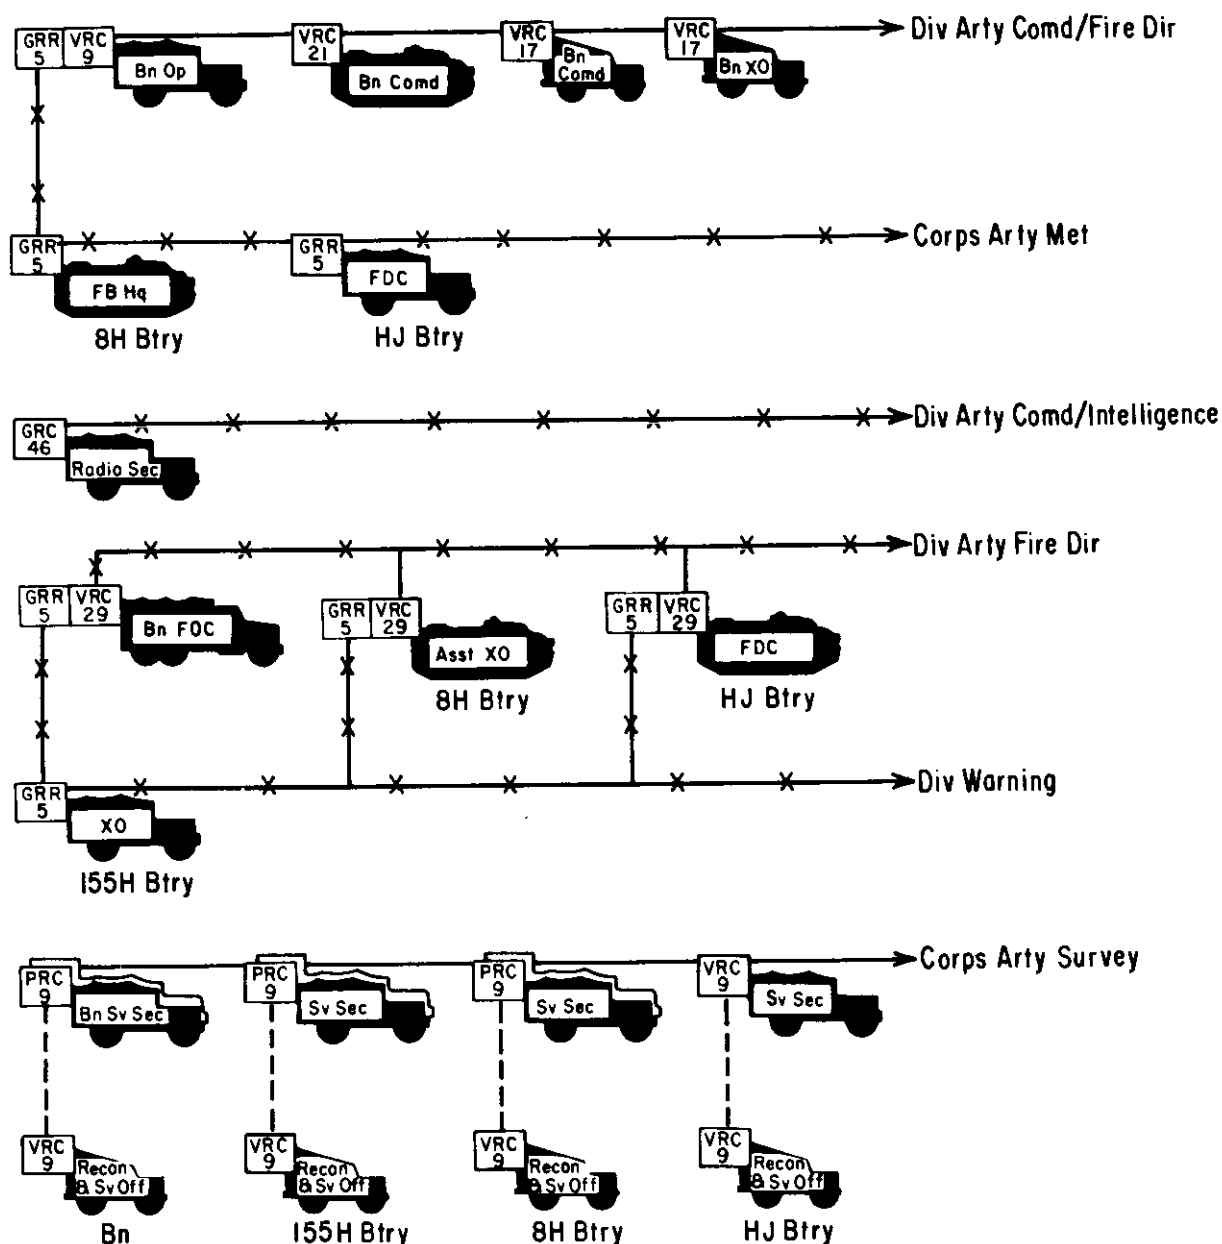 GRR 5 VRC 9 Bn Op
VRC 21 Bn Comd
VRC 17 Bn Comd
VRC 17 Bn XO
Div Arty Comd/Fire Dir
GRR 5 FB Hq
8H Btry
GRR 5 FDC
HJ Btry
Corps Arty Met
GRC 46 Radio Sec
Div Arty Comd/Intelligence
Div Arty Fire Dir
GRR 5 VRC 29 Bn FDC
GRR 5 VRC 29 Asst XO
8H Btry
GRR 5 VRC 29 FDC
HJ Btry
GRR 5 XO
155H Btry
Div Warning
PRC 9 Bn Sv Sec
PRC 9 Sv Sec
PRC 9 Sv Sec
VRC 9 Sv Sec
Corps Arty Survey
VRC 9 Recon & Sv Off
Bn
VRC 9 Recon & Sv Off
155H Btry
VRC 9 Recon & Sv Off
8H Btry
VRC 9 Recon & Sv Off
HJ Btry